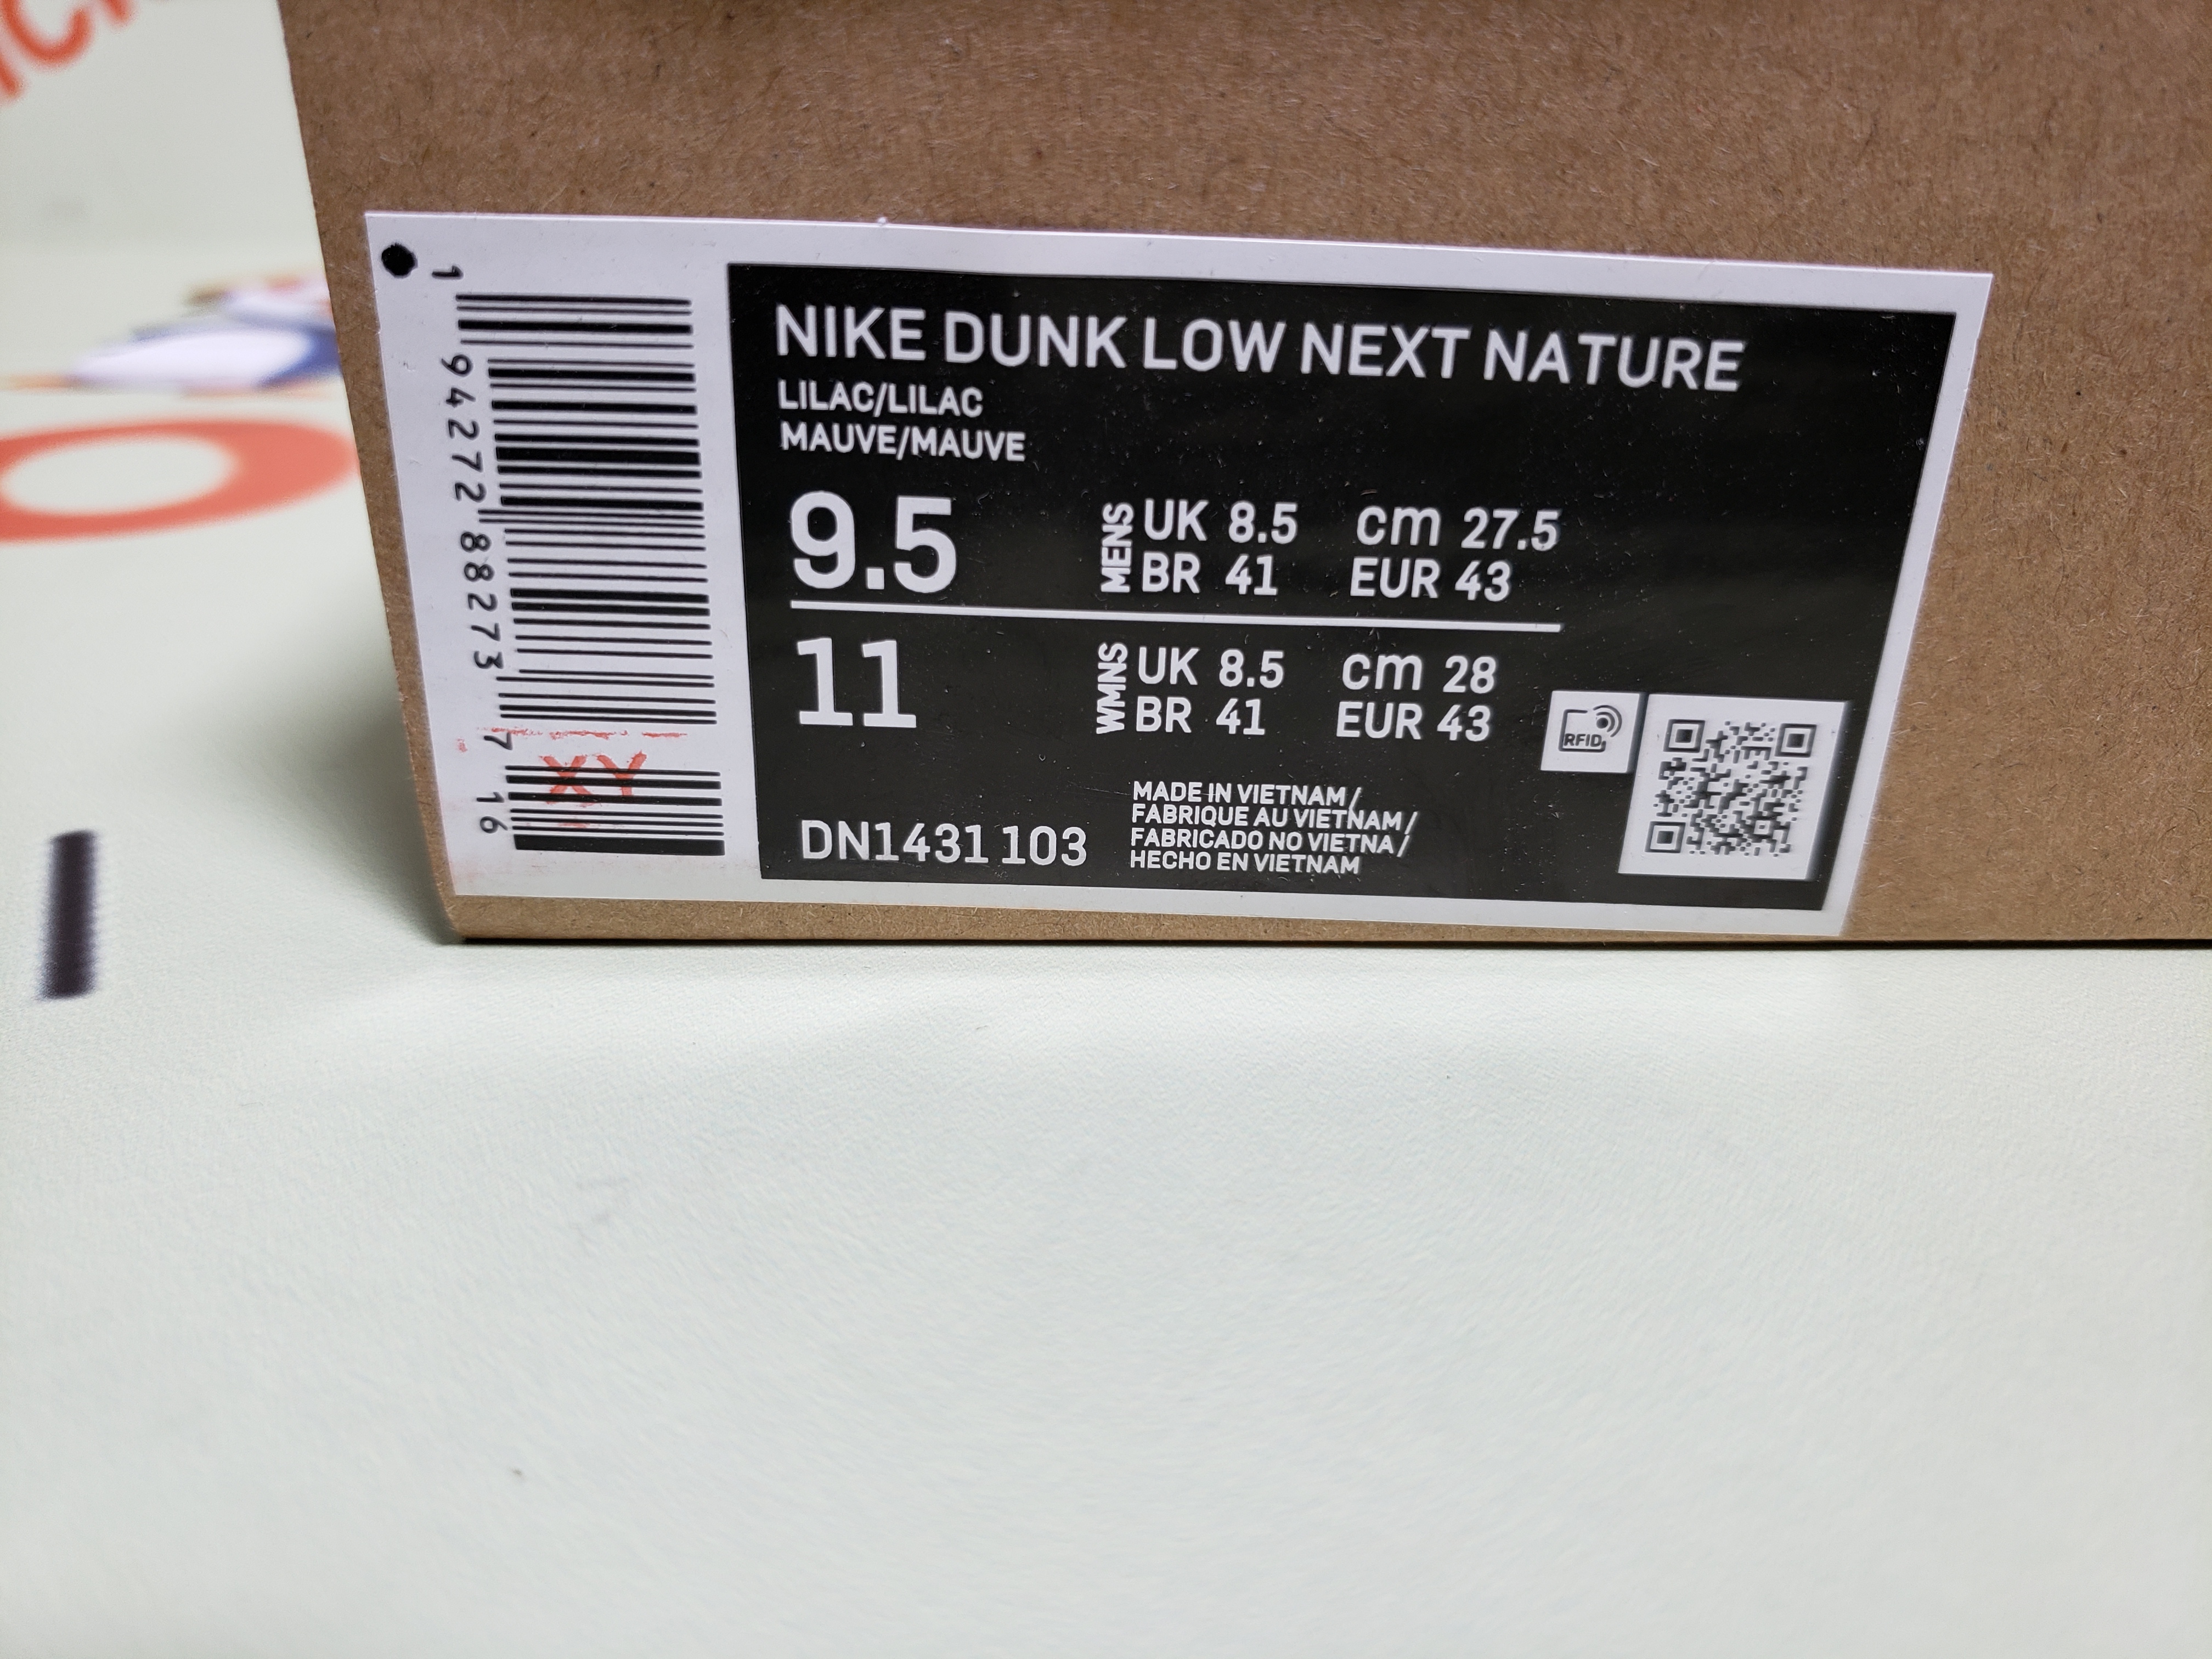 NIKE DUNK LOW NEXT NATURE
LILAC/LILAC
MAUVE/MAUVE
9.5 MENS UK 8.5 cm 27.5
BR 41 EUR 43
11 WMNS UK 8.5 cm 28
BR 41 EUR 43
RFID
DN1431 103
MADE IN VIETNAM/
FABRIQUE AU VIETNAM/
FABRICADO NO VIETNA/
HECHO EN VIETNAM
1 94272 88273 7 16
XY